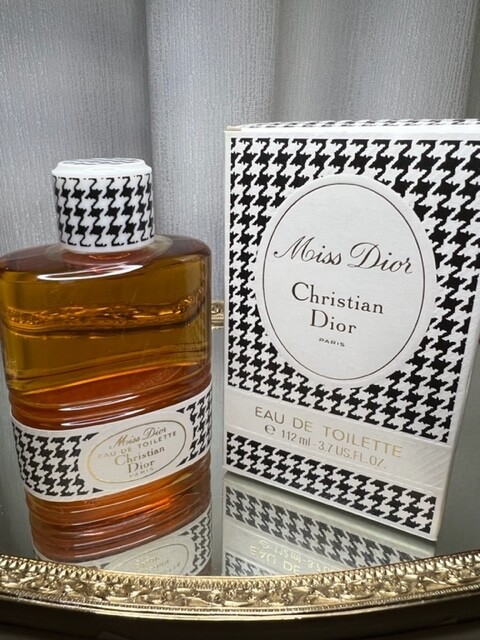 Miss Dior
Christian
Dior
PARIS
EAU DE TOILETTE
℮ 112 ml - 3.7 US.FL.OZ.
Miss Dior
EAU DE TOILETTE
Christian
Dior
PARIS